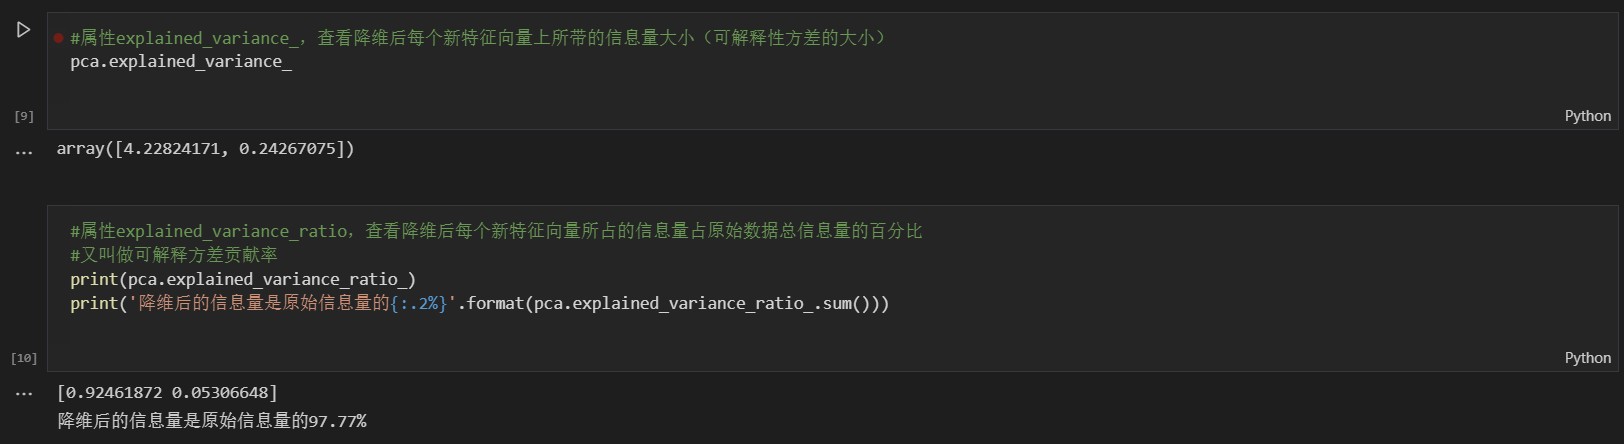 #属性explained_variance_，查看降维后每个新特征向量上所带的信息量大小（可解释性方差的大小）
pca.explained_variance_
[9]
Python
array([4.22824171, 0.24267075])
#属性explained_variance_ratio，查看降维后每个新特征向量所占的信息量占原始数据总信息量的百分比
#又叫做可解释方差贡献率
print(pca.explained_variance_ratio_)
print('降维后的信息量是原始信息量的{:.2%}'.format(pca.explained_variance_ratio_.sum()))
[10]
Python
[0.92461872 0.05306648]
降维后的信息量是原始信息量的97.77%